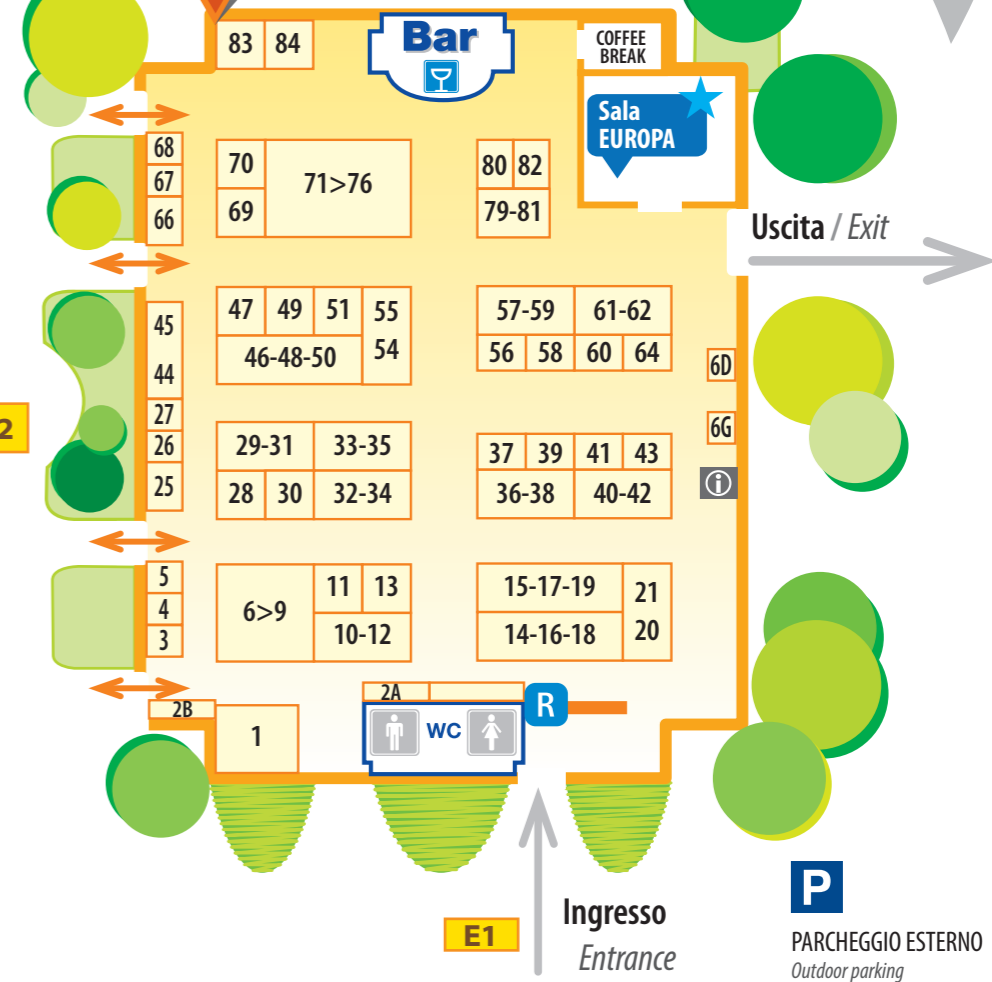 83
84
Bar
COFFEE
BREAK
Sala
EUROPA
68
67
66
70
69
71>76
80
82
79-81
Uscita / Exit
45
44
27
26
25
47
49
51
55
54
46-48-50
57-59
61-62
56
58
60
64
6D
6G
i
2
29-31
33-35
28
30
32-34
37
39
41
43
36-38
40-42
5
4
3
6>9
11
13
10-12
15-17-19
14-16-18
21
20
2B
1
2A
WC
R
E1
Ingresso
Entrance
P
PARCHEGGIO ESTERNO
Outdoor parking